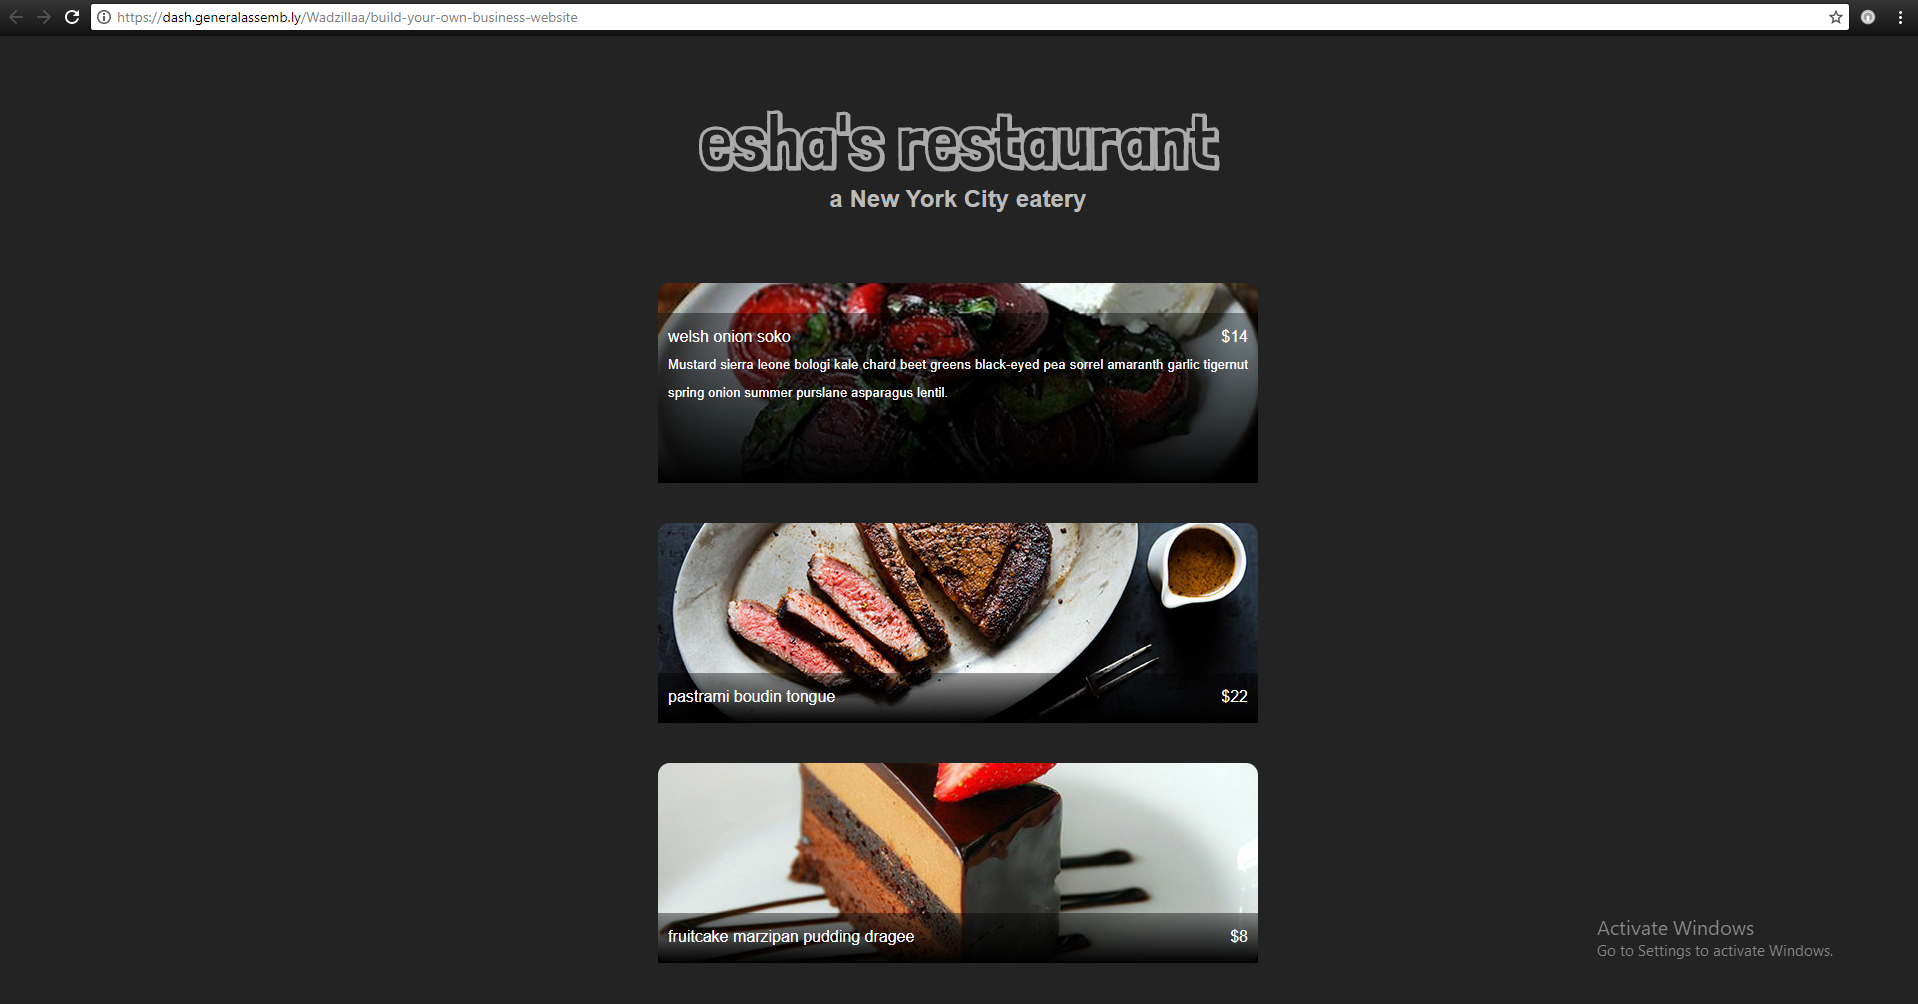 https://dash.generalassemb.ly/Wadzillaa/build-your-own-business-website
esha's restaurant
a New York City eatery
welsh onion soko $14
Mustard sierra leone bologi kale chard beet greens black-eyed pea sorrel amaranth garlic tigernut
spring onion summer purslane asparagus lentil.
pastrami boudin tongue $22
fruitcake marzipan pudding dragee $8
Activate Windows
Go to Settings to activate Windows.